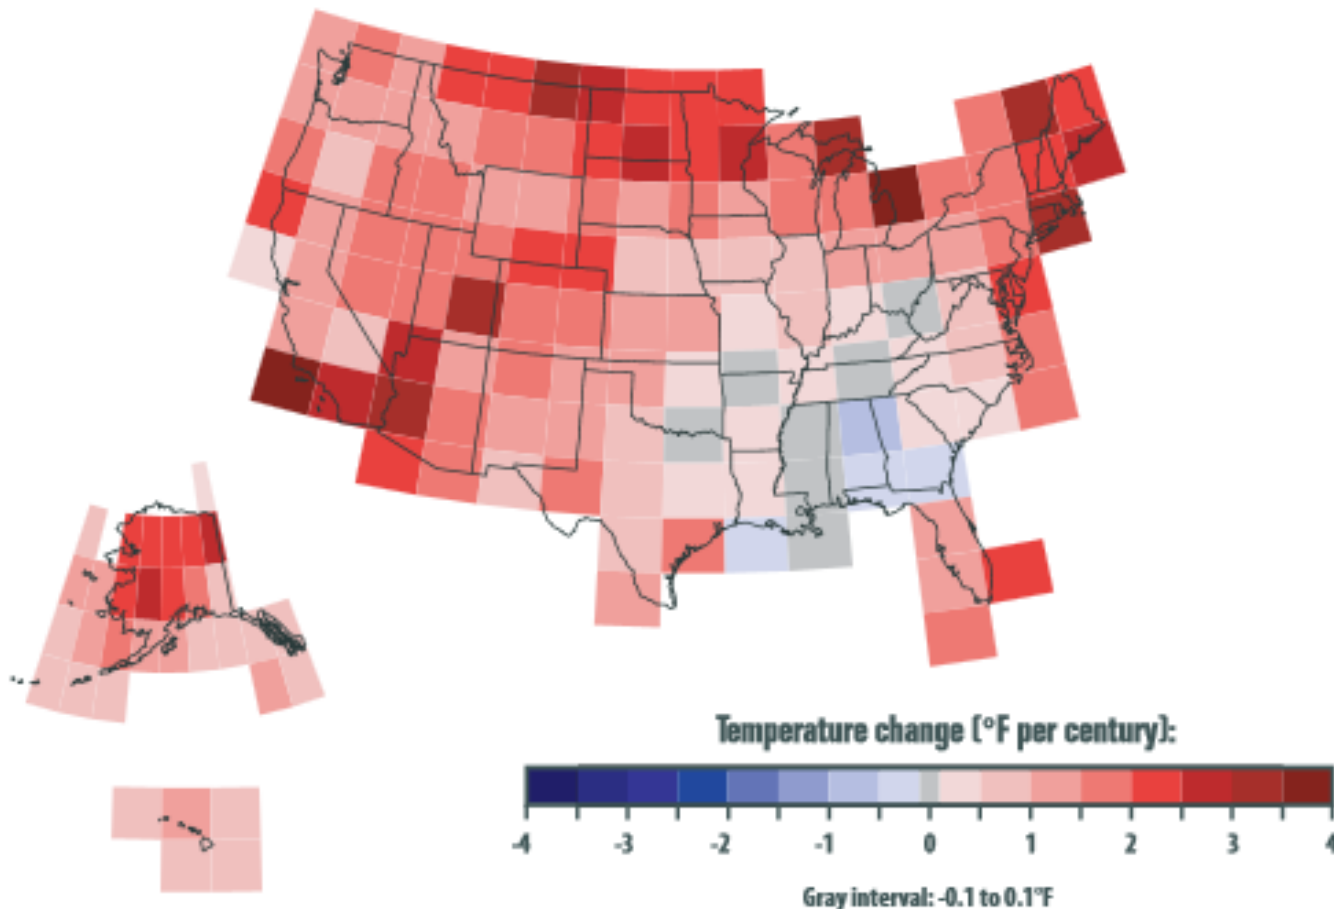 Temperature change (°F per century):
-4 -3 -2 -1 0 1 2 3 4
Gray interval: -0.1 to 0.1°F